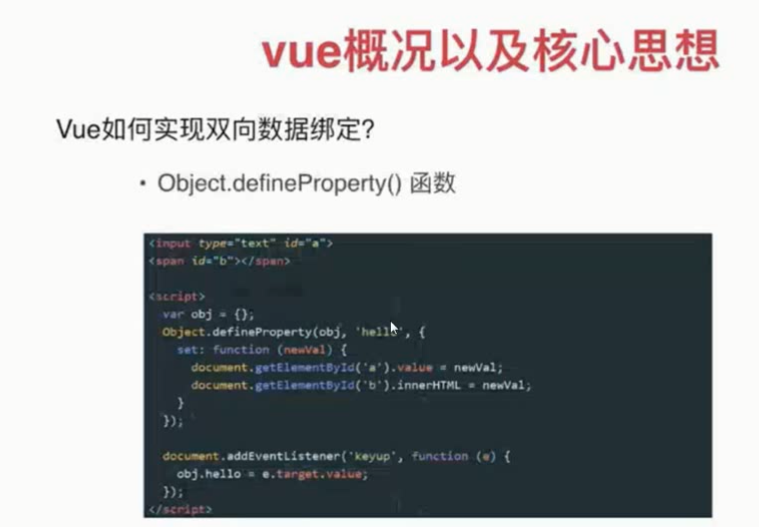 vue概况以及核心思想
Vue如何实现双向数据绑定?
• Object.defineProperty() 函数
<input type="text" id="a">
<span id="b"></span>
<script>
var obj = {};
Object.defineProperty(obj, 'hello', {
set: function (newVal) {
document.getElementById('a').value = newVal;
document.getElementById('b').innerHTML = newVal;
}
});
document.addEventListener('keyup', function (e) {
obj.hello = e.target.value;
});
</script>